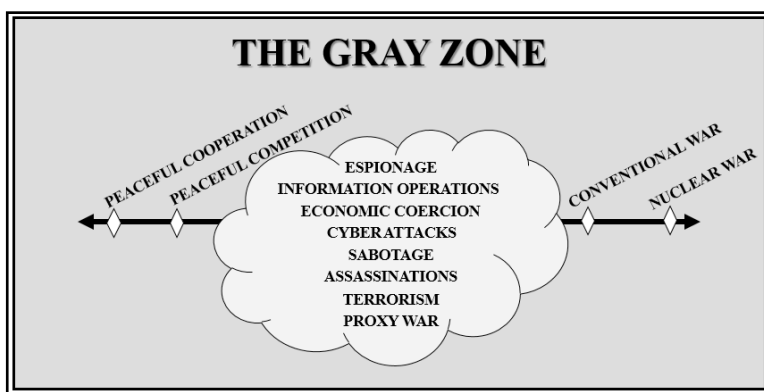 THE GRAY ZONE
PEACEFUL COOPERATION
PEACEFUL COMPETITION
ESPIONAGE
INFORMATION OPERATIONS
ECONOMIC COERCION
CYBERATTACKS
SABOTAGE
ASSASSINATIONS
TERRORISM
PROXY WAR
CONVENTIONAL WAR
NUCLEAR WAR